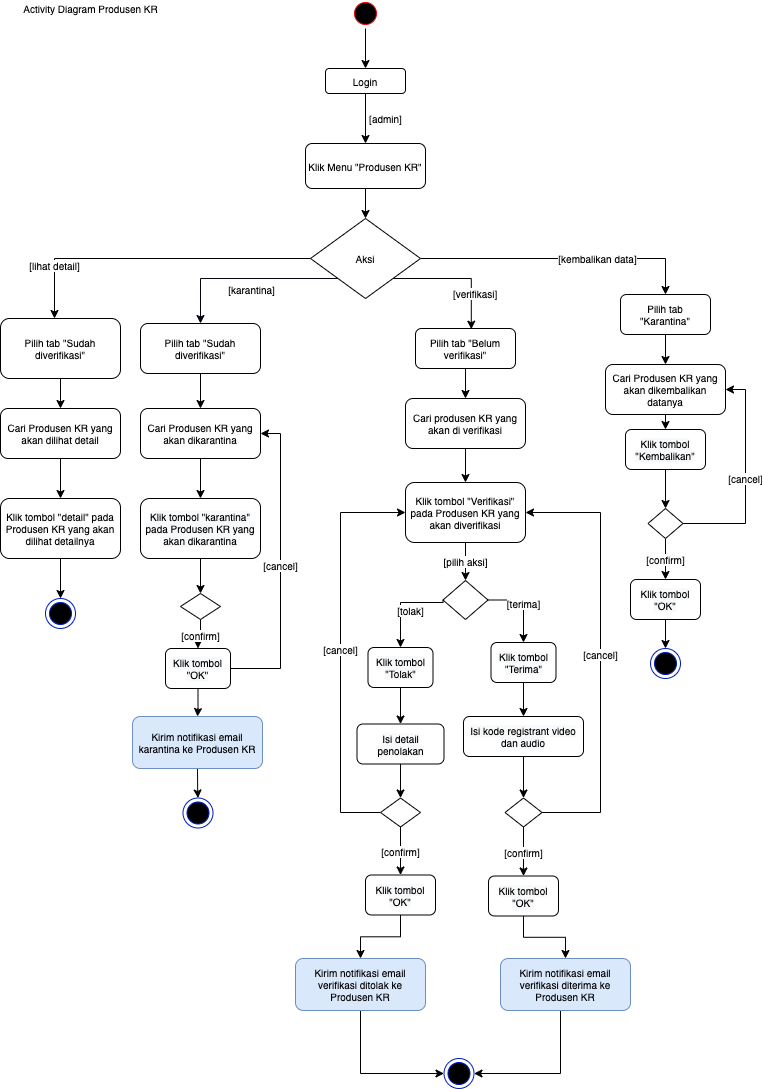 Activity Diagram Produsen KR
Login
[admin]
Klik Menu "Produsen KR"
Aksi
[lihat detail]
[karantina]
[verifikasi]
[kembalikan data]
Pilih tab "Sudah
diverifikasi"
Cari Produsen KR yang
akan dilihat detail
Klik tombol "detail" pada
Produsen KR yang akan
dilihat detailnya
Pilih tab "Sudah
diverifikasi"
Cari Produsen KR yang
akan dikarantina
Klik tombol "karantina"
pada Produsen KR yang
akan dikarantina
[cancel]
[confirm]
Klik tombol
"OK"
Kirim notifikasi email
karantina ke Produsen KR
Pilih tab "Belum
verifikasi"
Cari produsen KR yang
akan di verifikasi
Klik tombol "Verifikasi"
pada Produsen KR yang
akan diverifikasi
[pilih aksi]
[tolak]
[terima]
[cancel]
Klik tombol
"Tolak"
Isi detail
penolakan
[confirm]
Klik tombol
"OK"
Kirim notifikasi email
verifikasi ditolak ke
Produsen KR
Klik tombol
"Terima"
[cancel]
Isi kode registrant video
dan audio
[confirm]
Klik tombol
"OK"
Kirim notifikasi email
verifikasi diterima ke
Produsen KR
Pilih tab
"Karantina"
Cari Produsen KR yang
akan dikembalikan
datanya
Klik tombol
"Kembalikan"
[cancel]
[confirm]
Klik tombol
"OK"